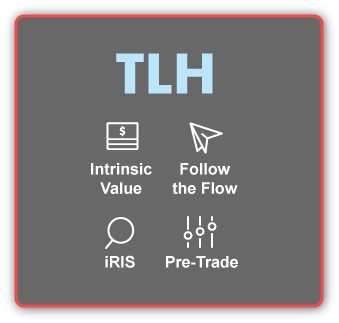 TLH
$
Intrinsic
Value
Follow
the Flow
iRIS
Pre-Trade